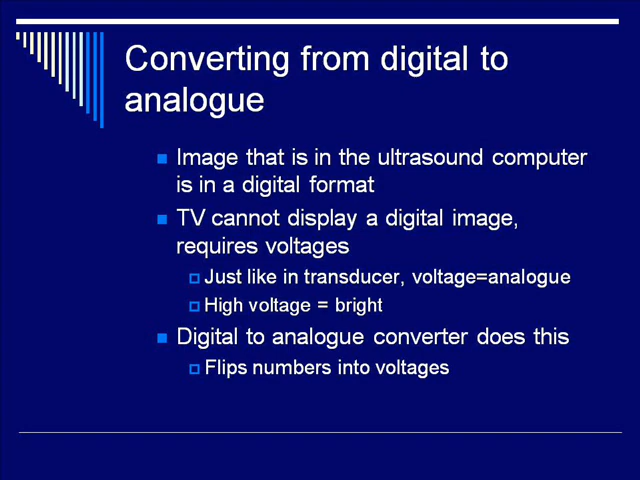 Converting from digital to
analogue
Image that is in the ultrasound computer
is in a digital format
TV cannot display a digital image,
requires voltages
Just like in transducer, voltage=analogue
High voltage = bright
Digital to analogue converter does this
Flips numbers into voltages